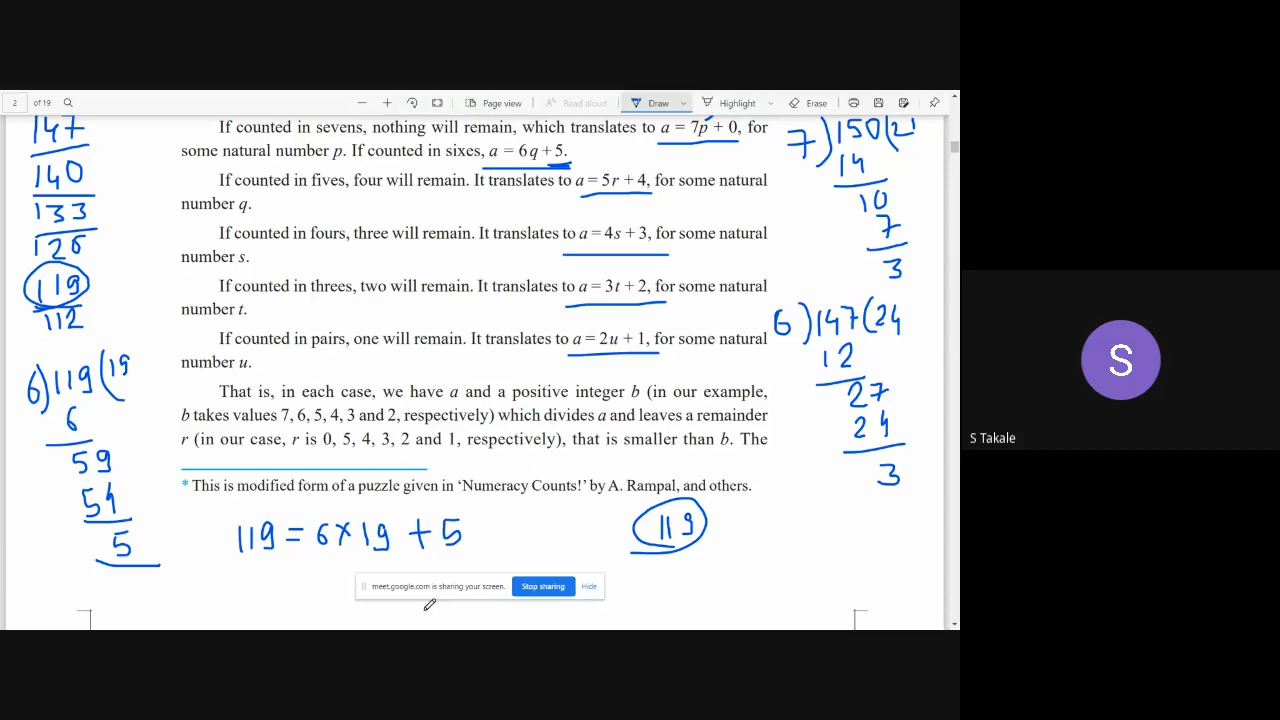 2 of 19 Page view Read aloud Draw Highlight Erase
If counted in sevens, nothing will remain, which translates to a = 7p + 0, for
some natural number p. If counted in sixes, a = 6q + 5.
If counted in fives, four will remain. It translates to a = 5r + 4, for some natural
number q.
If counted in fours, three will remain. It translates to a = 4s + 3, for some natural
number s.
If counted in threes, two will remain. It translates to a = 3t + 2, for some natural
number t.
If counted in pairs, one will remain. It translates to a = 2u + 1, for some natural
number u.
That is, in each case, we have a and a positive integer b (in our example,
b takes values 7, 6, 5, 4, 3 and 2, respectively) which divides a and leaves a remainder
r (in our case, r is 0, 5, 4, 3, 2 and 1, respectively), that is smaller than b. The
* This is modified form of a puzzle given in ‘Numeracy Counts!’ by A. Rampal, and others.
147
140
133
126
119
112
6)119(19
6
59
54
5
119 = 6 × 19 + 5
119
7)150(21
14
10
7
3
6)147(24
12
27
24
3
meet.google.com is sharing your screen. Stop sharing Hide
S
S Takale